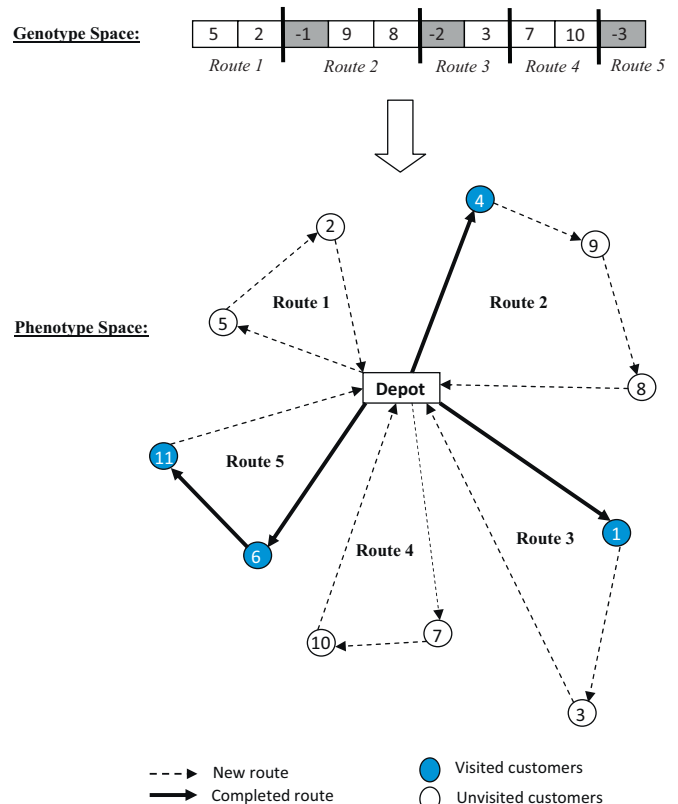 Genotype Space: 5 2 -1 9 8 -2 3 7 10 -3
Route 1 Route 2 Route 3 Route 4 Route 5
4
2
9
Route 1
Route 2
5
Phenotype Space:
Depot
8
11
Route 5
1
Route 3
Route 4
6
7
10
3
New route
Visited customers
Completed route
Unvisited customers